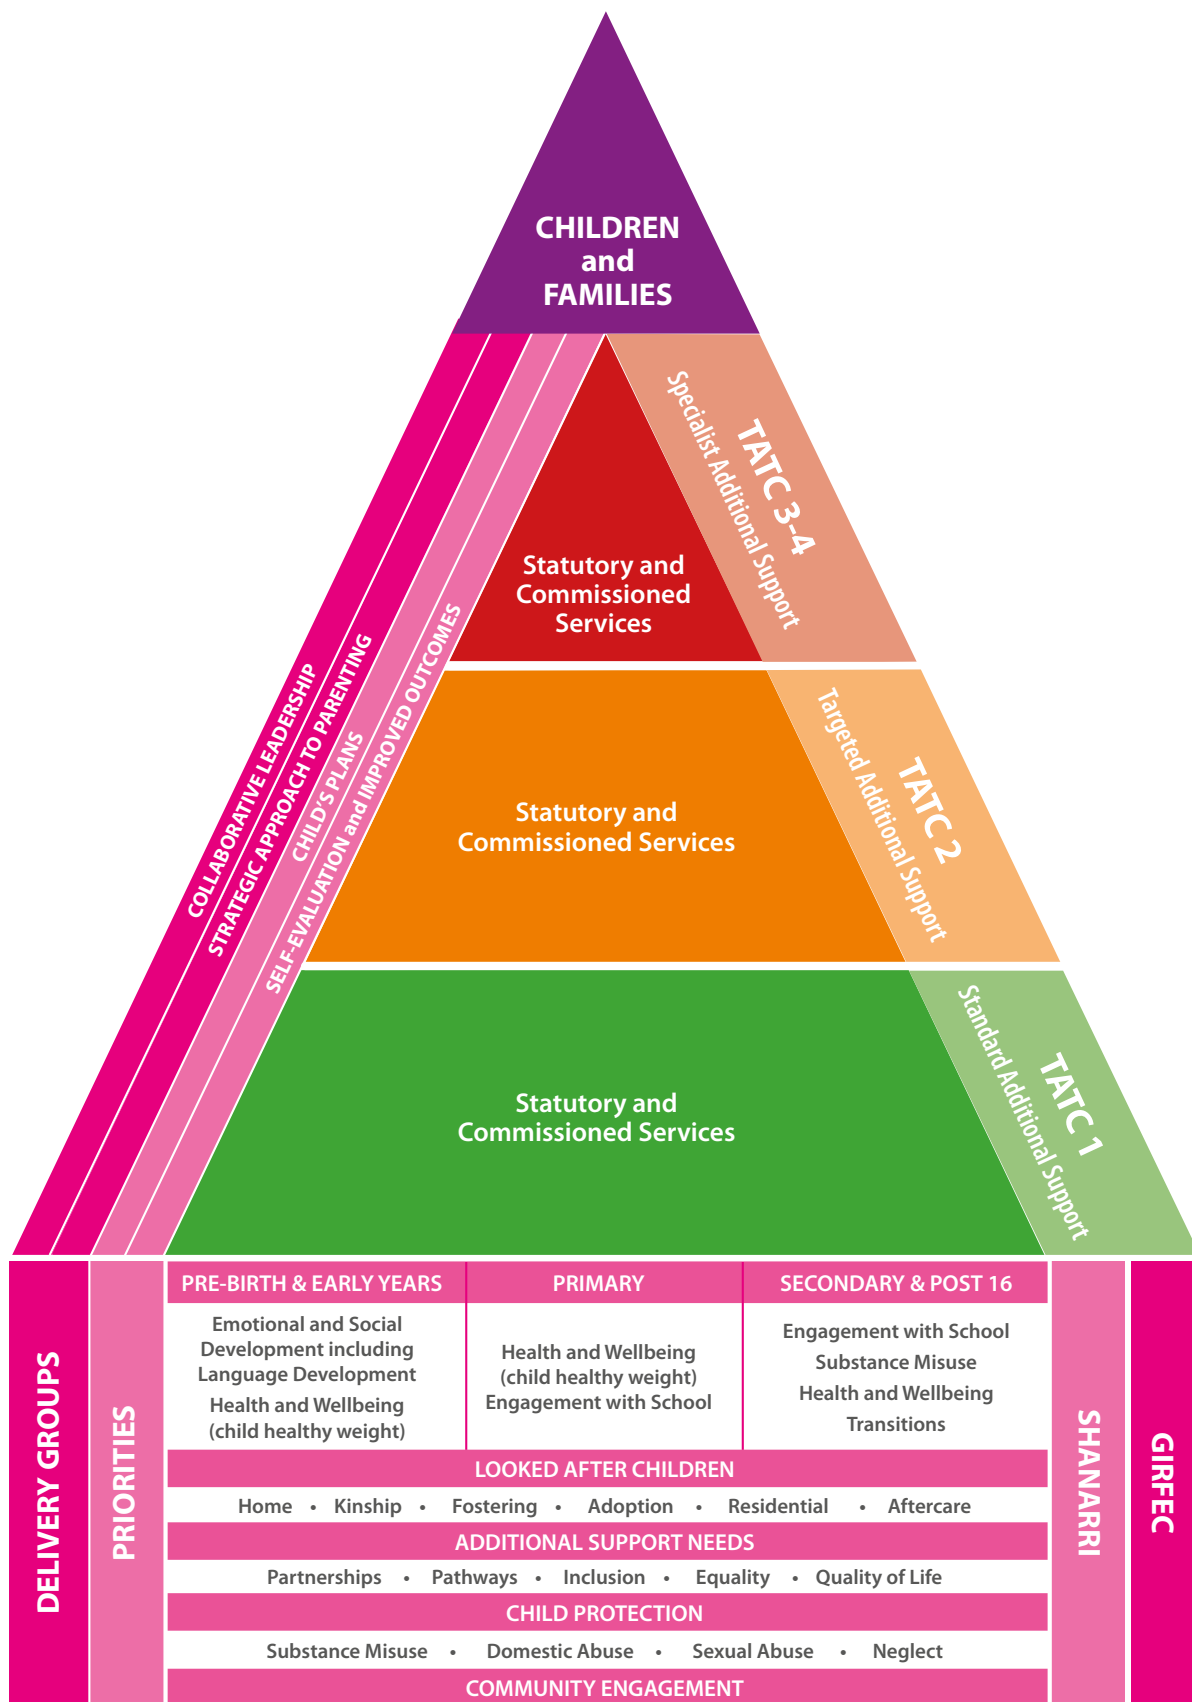 CHILDREN
and
FAMILIES
COLLABORATIVE LEADERSHIP
STRATEGIC APPROACH TO PARENTING
CHILD'S PLANS
SELF-EVALUATION and IMPROVED OUTCOMES
Statutory and
Commissioned
Services
TATC 3-4
Specialist Additional Support
Statutory and
Commissioned Services
TATC 2
Targeted Additional Support
Statutory and
Commissioned Services
TATC 1
Standard Additional Support
DELIVERY GROUPS
PRIORITIES
PRE-BIRTH & EARLY YEARS
Emotional and Social
Development including
Language Development
Health and Wellbeing
(child healthy weight)
PRIMARY
Health and Wellbeing
(child healthy weight)
Engagement with School
SECONDARY & POST 16
Engagement with School
Substance Misuse
Health and Wellbeing
Transitions
LOOKED AFTER CHILDREN
Home • Kinship • Fostering • Adoption • Residential • Aftercare
ADDITIONAL SUPPORT NEEDS
Partnerships • Pathways • Inclusion • Equality • Quality of Life
CHILD PROTECTION
Substance Misuse • Domestic Abuse • Sexual Abuse • Neglect
COMMUNITY ENGAGEMENT
SHANARRI
GIRFEC